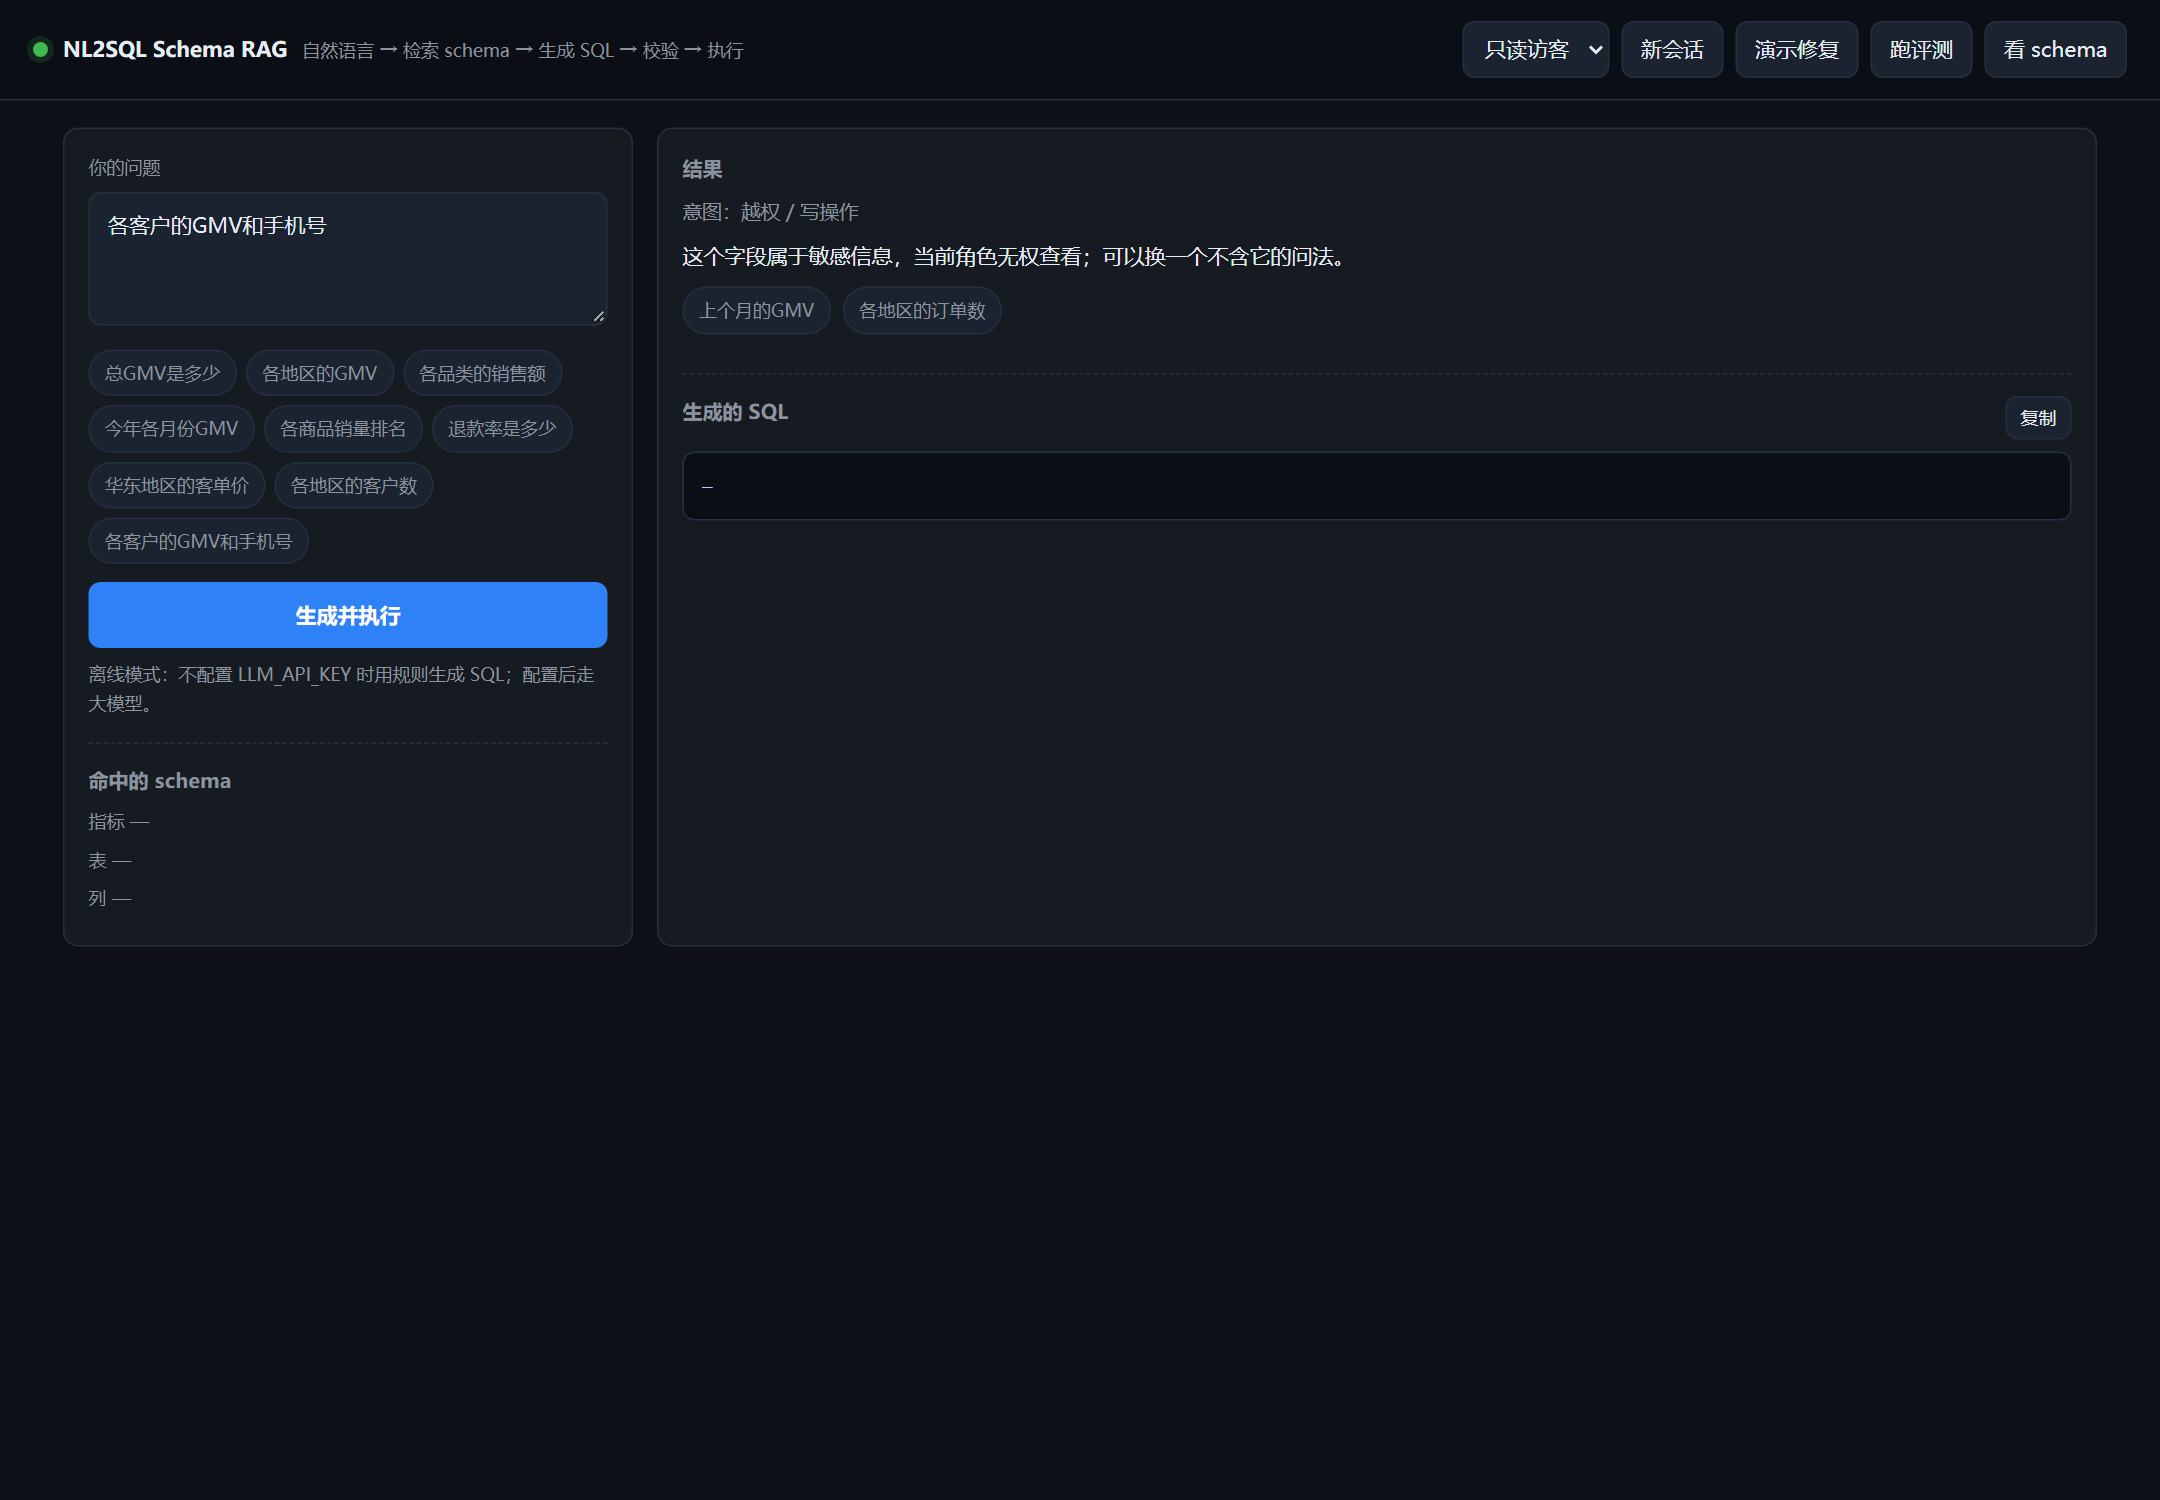 NL2SQL Schema RAG 自然语言 → 检索 schema → 生成 SQL → 校验 → 执行
只读访客 新会话 演示修复 跑评测 看 schema
你的问题
各客户的GMV和手机号
总GMV是多少 各地区的GMV 各品类的销售额
今年各月份GMV 各商品销量排名 退款率是多少
华东地区的客单价 各地区的客户数
各客户的GMV和手机号
生成并执行
离线模式：不配置 LLM_API_KEY 时用规则生成 SQL；配置后走
大模型。
命中的 schema
指标 —
表 —
列 —
结果
意图：越权 / 写操作
这个字段属于敏感信息，当前角色无权查看；可以换一个不含它的问法。
上个月的GMV 各地区的订单数
生成的 SQL
复制
—